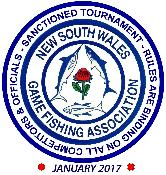 SANCTIONED TOURNAMENT - RULES ARE BINDING ON ALL COMPETITORS & OFFICIALS -
NEW SOUTH WALES
GAME FISHING ASSOCIATION
JANUARY 2017